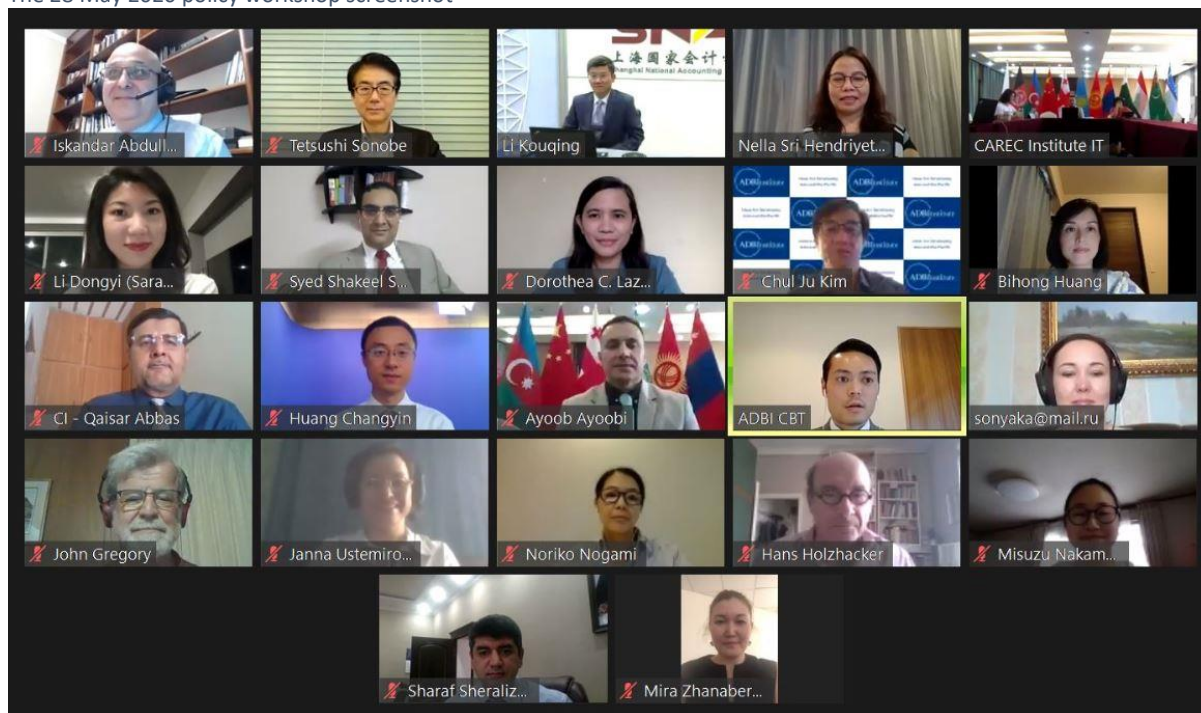 The 28 May 2020 policy workshop screenshot
上海国家会计
Shanghai National Accounting
Iskandar Abdull...
Tetsushi Sonobe
Li Kouqing
Nella Sri Hendriyet...
CAREC Institute IT
ADBInstitute
Li Dongyi (Sara...
Syed Shakeel S...
Dorothea C. Laz...
Chul Ju Kim
Bihong Huang
CI - Qaisar Abbas
Huang Changyin
Ayoob Ayoobi
ADBI CBT
sonyaka@mail.ru
John Gregory
Janna Ustemiro...
Noriko Nogami
Hans Holzhacker
Misuzu Nakam...
Sharaf Sheraliz...
Mira Zhanaber...